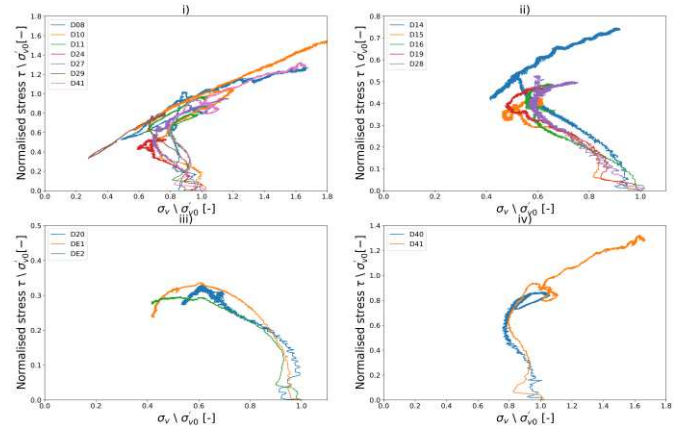 i)
D08
D10
D11
D24
D27
D29
D41
Normalised stress τ \ σ'v0[−]
1.6
1.4
1.2
1.0
0.8
0.6
0.4
0.2
0.0
0.0 0.2 0.4 0.6 0.8 1.0 1.2 1.4 1.6 1.8
σv \ σ'v0 [-]
ii)
D14
D15
D16
D19
D28
Normalised stress τ \ σ'v0[−]
0.8
0.7
0.6
0.5
0.4
0.3
0.2
0.1
0.0
0.0 0.2 0.4 0.6 0.8 1.0
σv \ σ'v0 [-]
iii)
D20
DE1
DE2
Normalised stress τ \ σ'v0[−]
0.5
0.4
0.3
0.2
0.1
0.0
0.0 0.2 0.4 0.6 0.8 1.0
σv \ σ'v0 [-]
iv)
D40
D41
Normalised stress τ \ σ'v0[−]
1.4
1.2
1.0
0.8
0.6
0.4
0.2
0.0
0.0 0.2 0.4 0.6 0.8 1.0 1.2 1.4 1.6 1.8
σv \ σ'v0 [-]